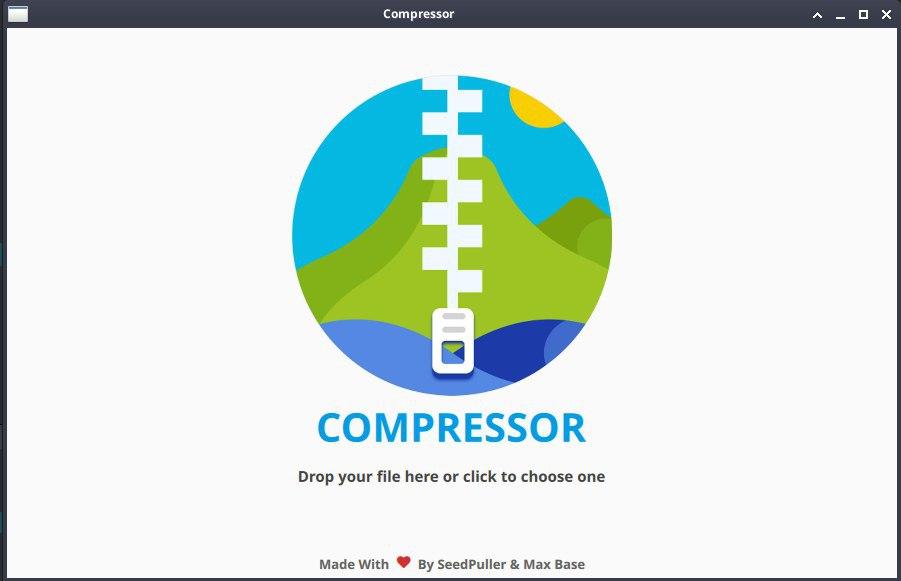 Compressor
COMPRESSOR
Drop your file here or click to choose one
Made With ❤ By SeedPuller & Max Base